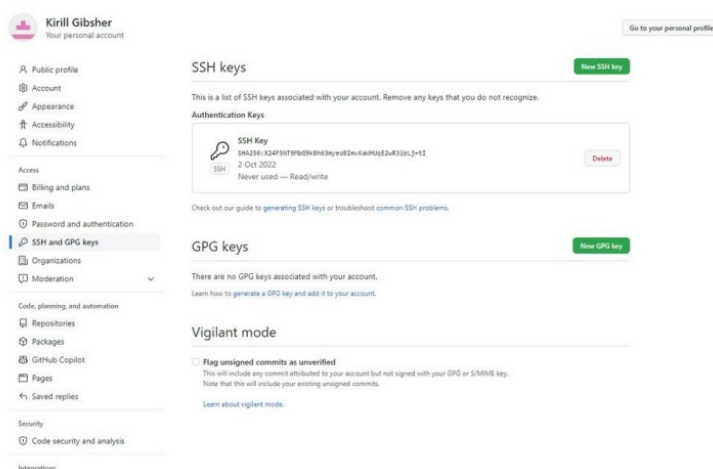 Kirill Gibsher
Your personal account
Go to your personal profile
Public profile
Account
Appearance
Accessibility
Notifications
Access
Billing and plans
Emails
Password and authentication
SSH and GPG keys
Organizations
Moderation
Code, planning, and automation
Repositories
Packages
GitHub Copilot
Pages
Saved replies
Security
Code security and analysis
Integrations
SSH keys
New SSH key
This is a list of SSH keys associated with your account. Remove any keys that you do not recognize.
Authentication Keys
SSH Key
SSH
2 Oct 2022
Never used — Read/write
Delete
Check out our guide to generating SSH keys or troubleshoot common SSH problems.
GPG keys
New GPG key
There are no GPG keys associated with your account.
Learn how to generate a GPG key and add it to your account.
Vigilant mode
Flag unsigned commits as unverified
This will include any commit attributed to your account but not signed with your GPG or S/MIME key.
Note that this will include your existing unsigned commits.
Learn about vigilant mode.